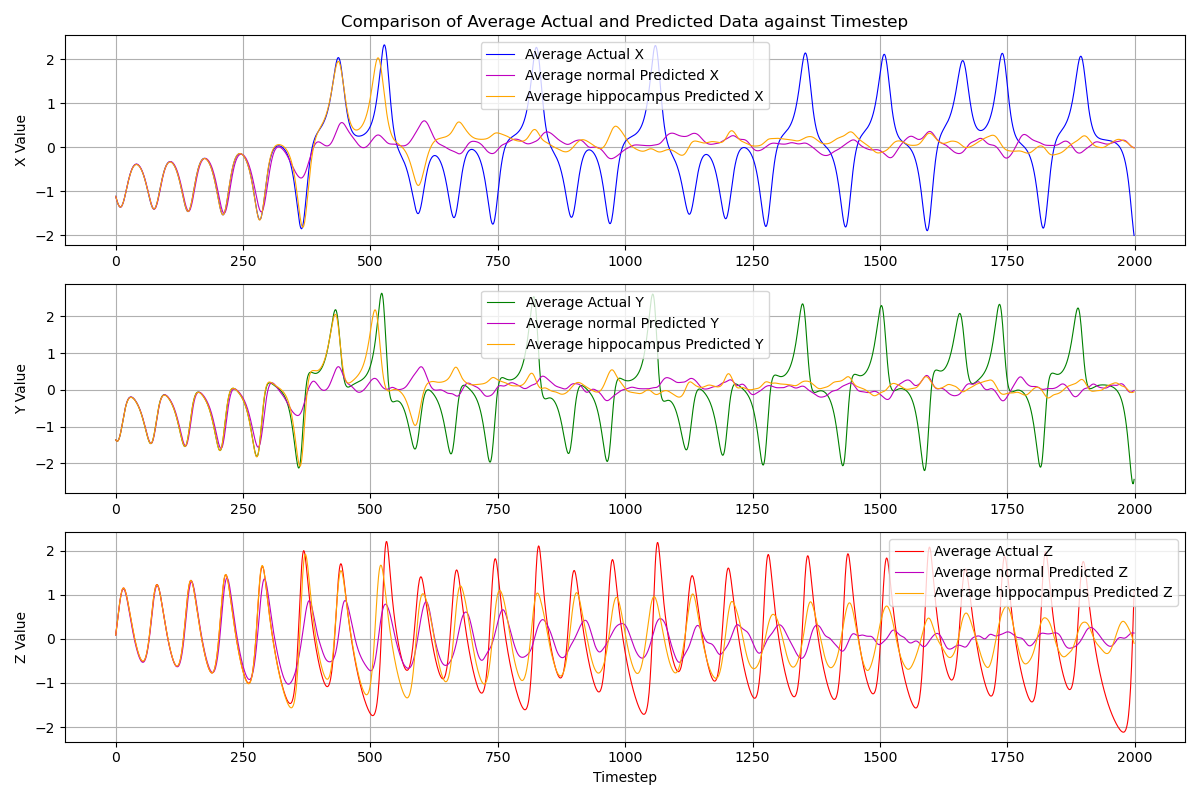 Comparison of Average Actual and Predicted Data against Timestep
X Value
2
1
0
−1
−2
Average Actual X
Average normal Predicted X
Average hippocampus Predicted X
0 250 500 750 1000 1250 1500 1750 2000
Y Value
2
1
0
−1
−2
Average Actual Y
Average normal Predicted Y
Average hippocampus Predicted Y
0 250 500 750 1000 1250 1500 1750 2000
Z Value
2
1
0
−1
−2
Average Actual Z
Average normal Predicted Z
Average hippocampus Predicted Z
0 250 500 750 1000 1250 1500 1750 2000
Timestep